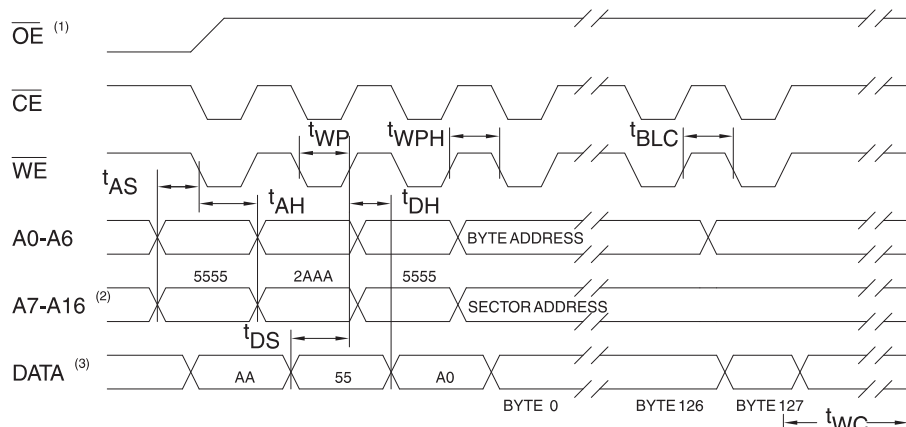 OE (1)
CE
tWP tWPH tBLC
WE
tAS
tAH tDH
A0-A6 BYTE ADDRESS
5555 2AAA 5555
A7-A16 (2) SECTOR ADDRESS
tDS
DATA (3) AA 55 A0
BYTE 0 BYTE 126 BYTE 127
tWC